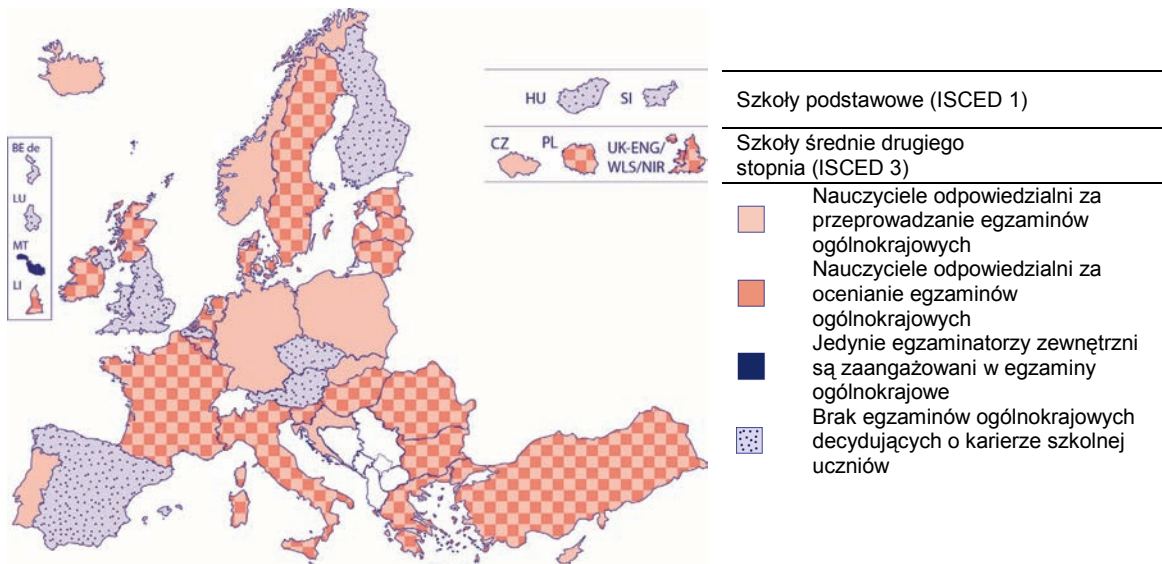 HU
SI
CZ
PL
UK-ENG/
WLS/NIR
BE de
LU
MT
LI
Szkoły podstawowe (ISCED 1)
Szkoły średnie drugiego
stopnia (ISCED 3)
Nauczyciele odpowiedzialni za
przeprowadzanie egzaminów
ogólnokrajowych
Nauczyciele odpowiedzialni za
ocenianie egzaminów
ogólnokrajowych
Jedynie egzaminatorzy zewnętrzni
są zaangażowani w egzaminy
ogólnokrajowe
Brak egzaminów ogólnokrajowych
decydujących o karierze szkolnej
uczniów